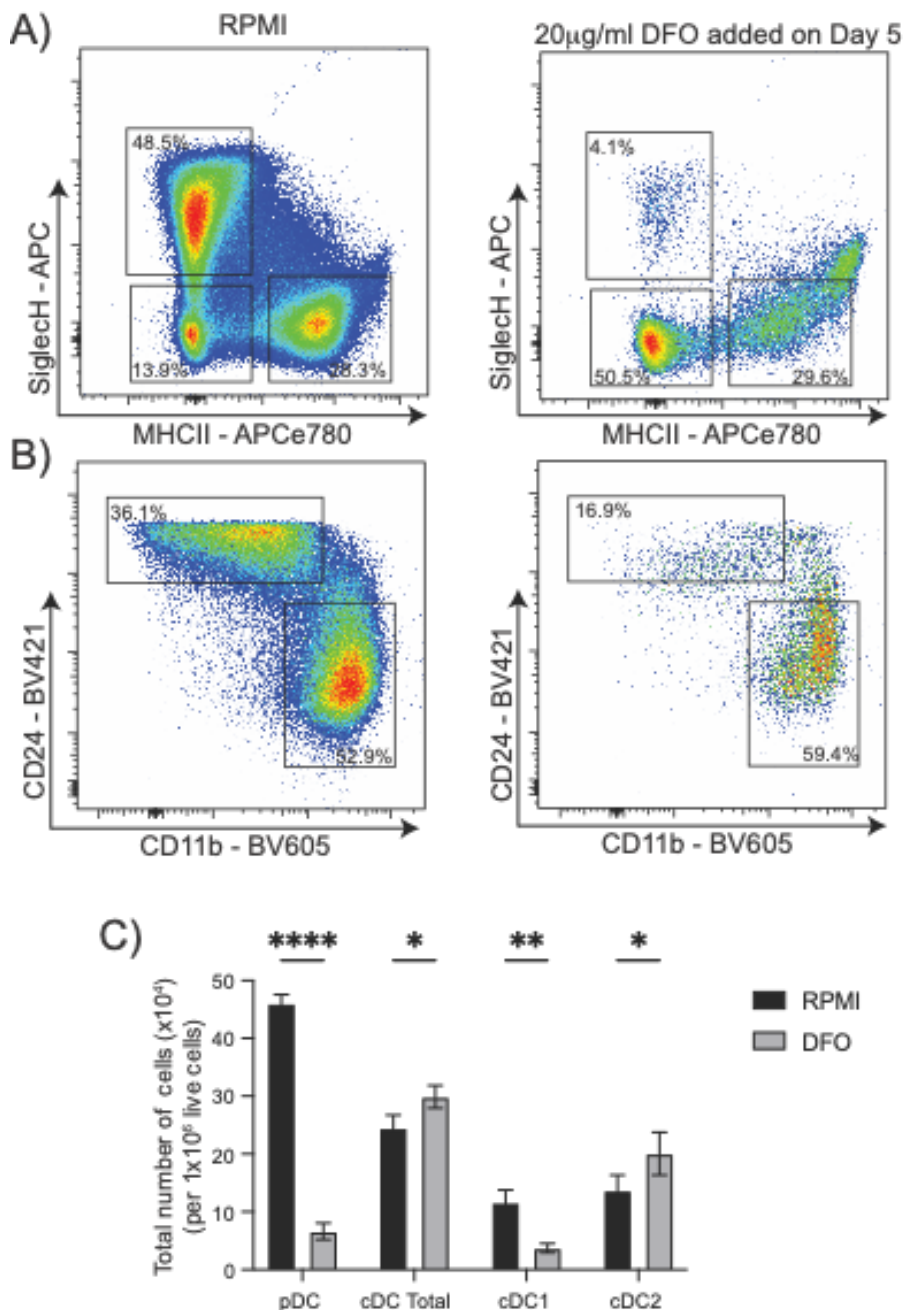 A)
RPMI
20µg/ml DFO added on Day 5
48.5%
4.1%
SiglecH - APC
SiglecH - APC
13.9%
50.5%
29.6%
MHCII - APCe780
MHCII - APCe780
B)
36.1%
16.9%
CD24 - BV421
CD24 - BV421
52.9%
59.4%
CD11b - BV605
CD11b - BV605
C)
**** * ** *
Total number of cells (x10⁴)
(per 1x10⁶ live cells)
50
40
30
20
10
0
RPMI
DFO
pDC cDC Total cDC1 cDC2